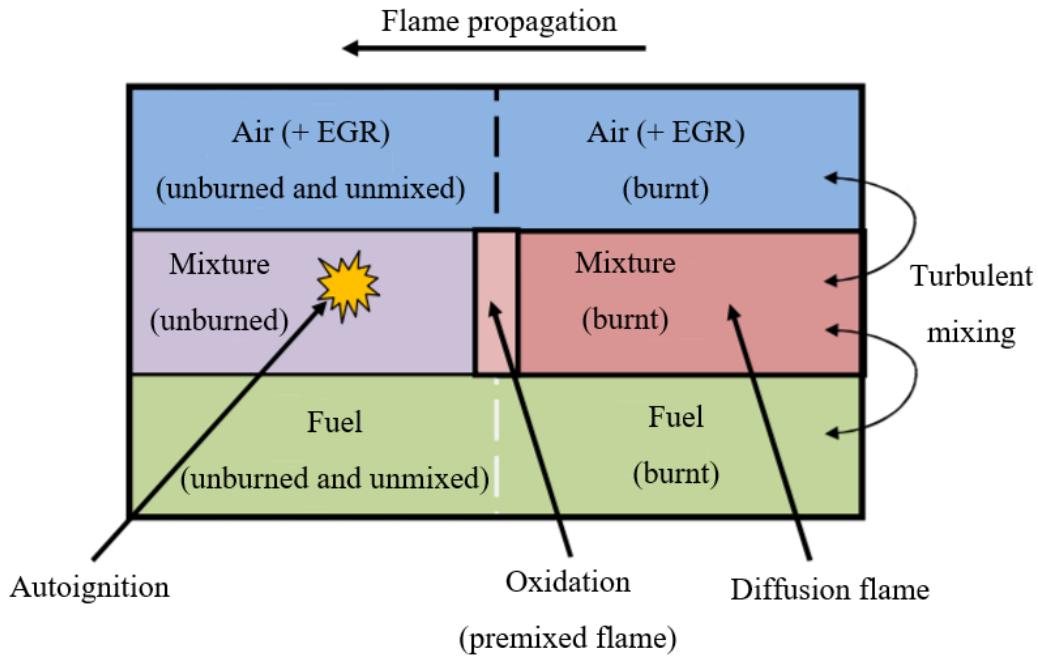 Flame propagation
Air (+ EGR)
(unburned and unmixed)
Air (+ EGR)
(burnt)
Mixture
(unburned)
Mixture
(burnt)
Turbulent
mixing
Fuel
(unburned and unmixed)
Fuel
(burnt)
Autoignition
Oxidation
(premixed flame)
Diffusion flame